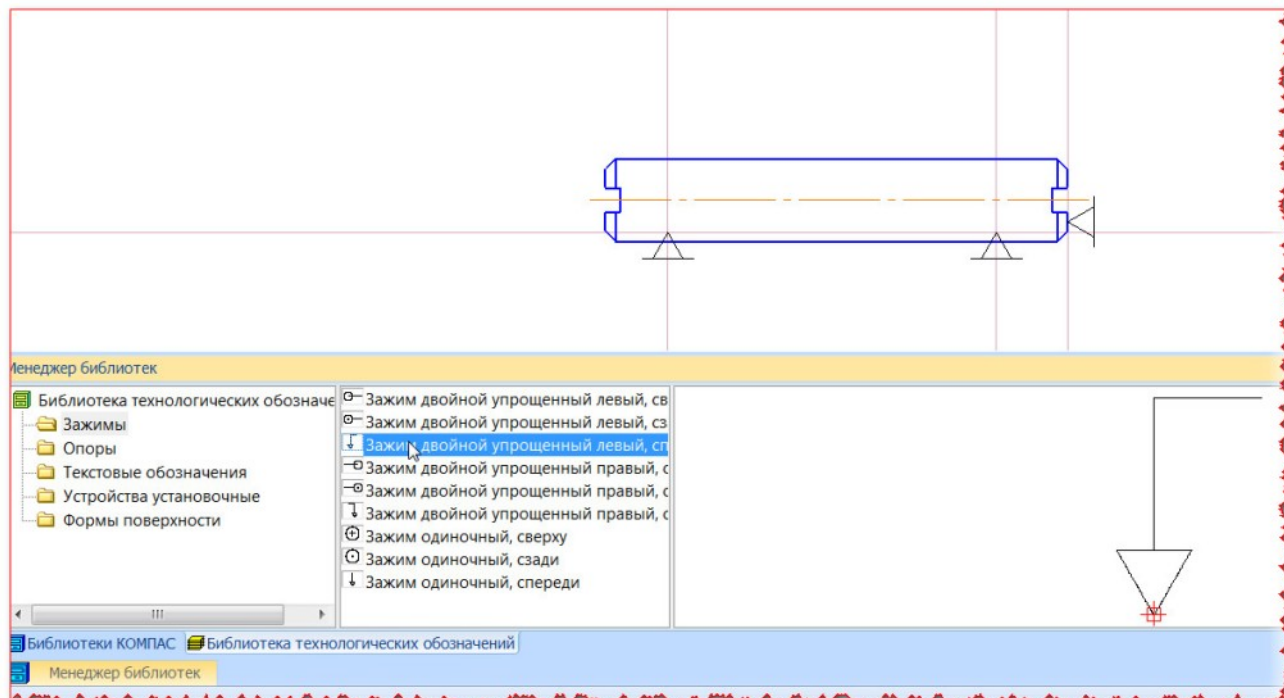 Менеджер библиотек
Библиотека технологических обозначе
Зажимы
Опоры
Текстовые обозначения
Устройства установочные
Формы поверхности
Зажим двойной упрощенный левый, св
Зажим двойной упрощенный левый, сз
Зажим двойной упрощенный левый, сп
Зажим двойной упрощенный правый, с
Зажим двойной упрощенный правый, с
Зажим двойной упрощенный правый, с
Зажим одиночный, сверху
Зажим одиночный, сзади
Зажим одиночный, спереди
Библиотеки КОМПАС Библиотека технологических обозначений
Менеджер библиотек